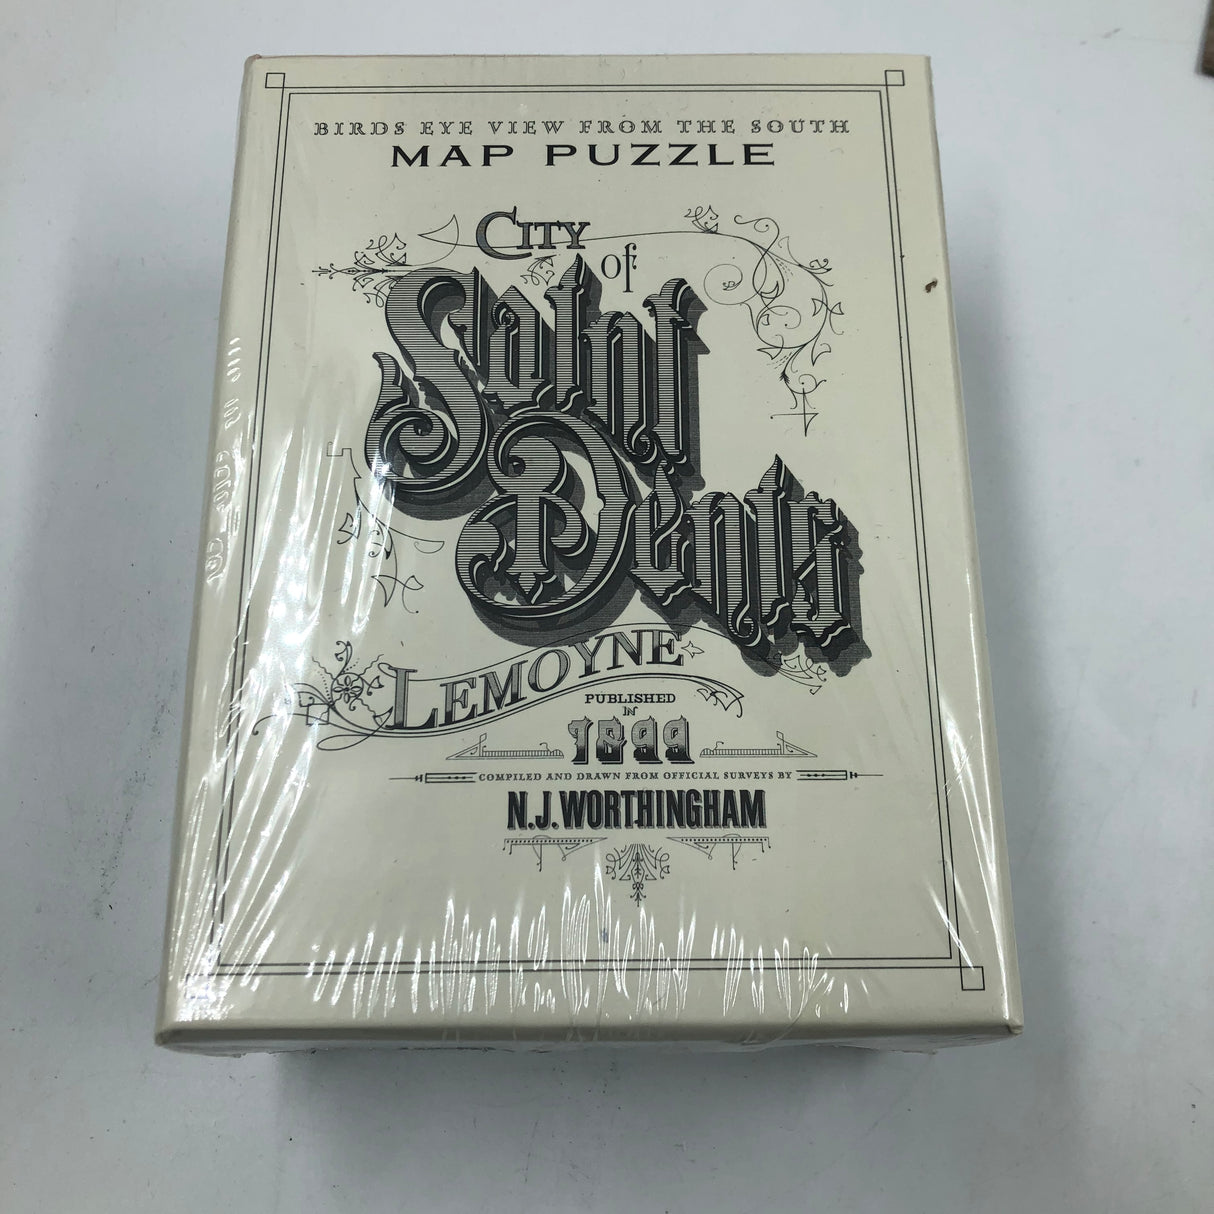 BIRDS EYE VIEW FROM THE SOUTH
MAP PUZZLE
CITY
of
Saint
Denis
LEMOYNE
PUBLISHED
IN
1899
COMPILED AND DRAWN FROM OFFICIAL SURVEYS BY
N.J. WORTHINGHAM